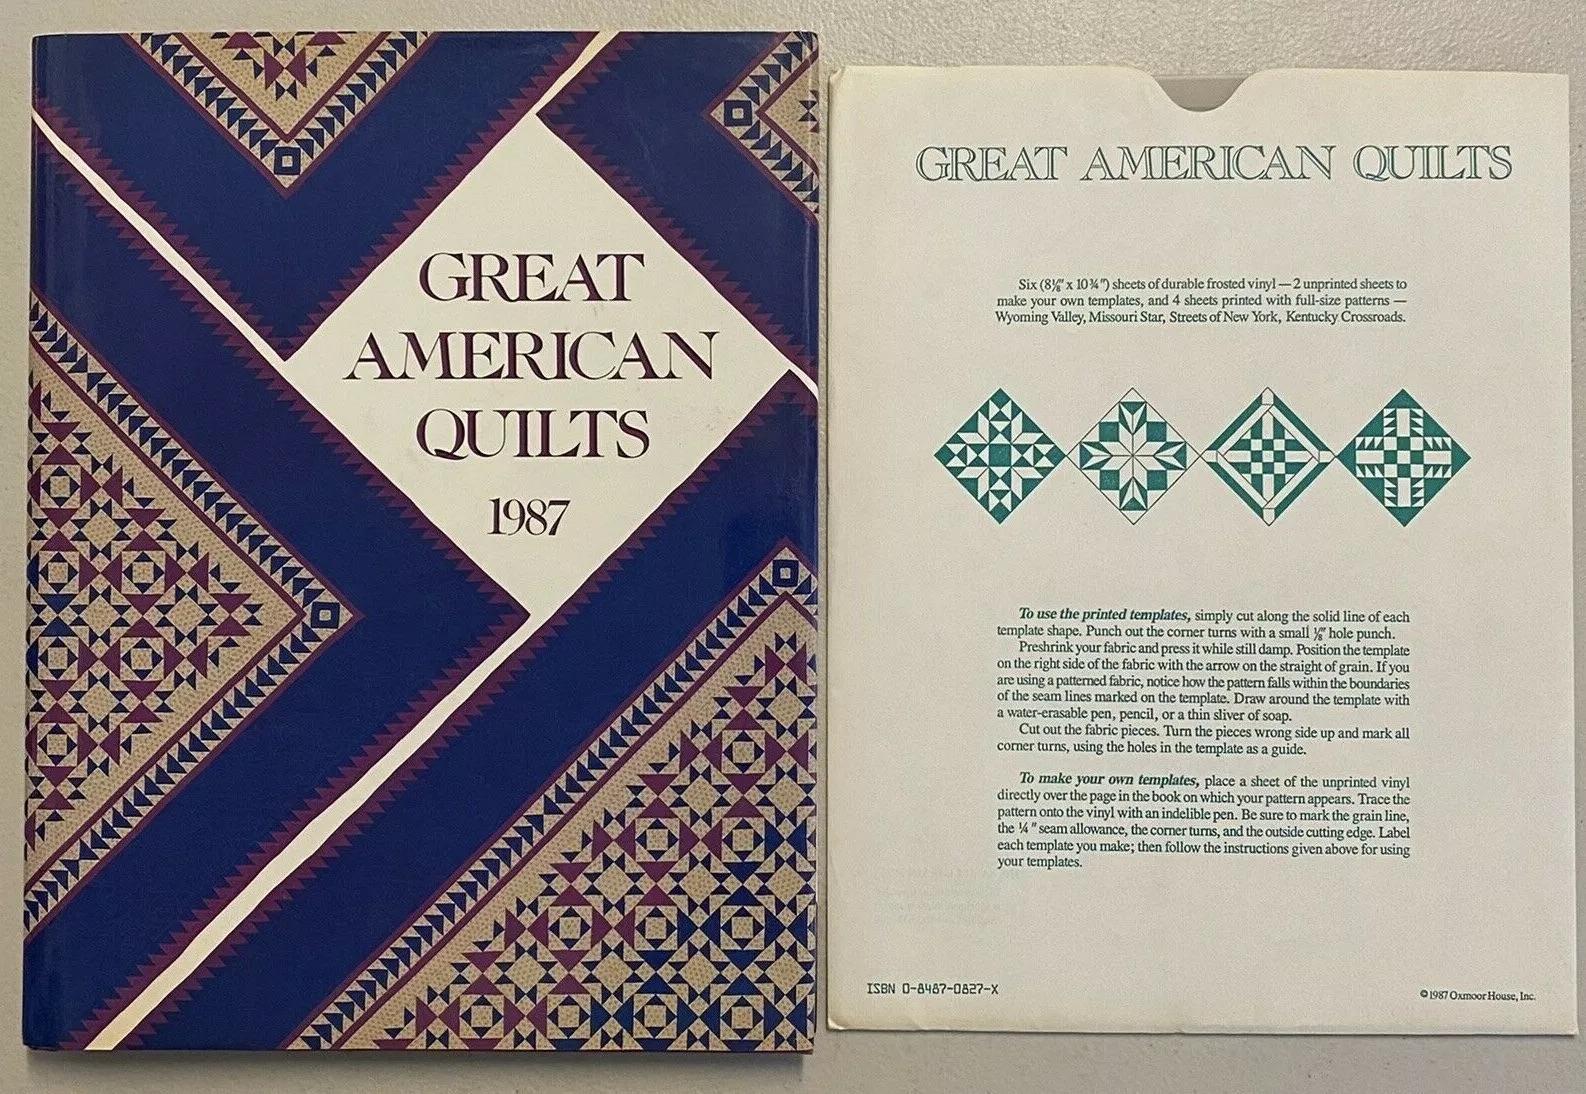 GREAT
AMERICAN
QUILTS
1987
GREAT AMERICAN QUILTS
Six (8⅛" x 10¾") sheets of durable frosted vinyl — 2 unprinted sheets to
make your own templates, and 4 sheets printed with full-size patterns —
Wyoming Valley, Missouri Star, Streets of New York, Kentucky Crossroads.
To use the printed templates, simply cut along the solid line of each
template shape. Punch out the corner turns with a small ⅛" hole punch.
Preshrink your fabric and press it while still damp. Position the template
on the right side of the fabric with the arrow on the straight of grain. If you
are using a patterned fabric, notice how the pattern falls within the boundaries
of the seam lines marked on the template. Draw around the template with
a water-erasable pen, pencil, or a thin sliver of soap.
Cut out the fabric pieces. Turn the pieces wrong side up and mark all
corner turns, using the holes in the template as a guide.
To make your own templates, place a sheet of the unprinted vinyl
directly over the page in the book on which your pattern appears. Trace the
pattern onto the vinyl with an indelible pen. Be sure to mark the grain line,
the ¼" seam allowance, the corner turns, and the outside cutting edge. Label
each template you make; then follow the instructions given above for using
your templates.
ISBN 0-8487-0827-X
©1987 Oxmoor House, Inc.